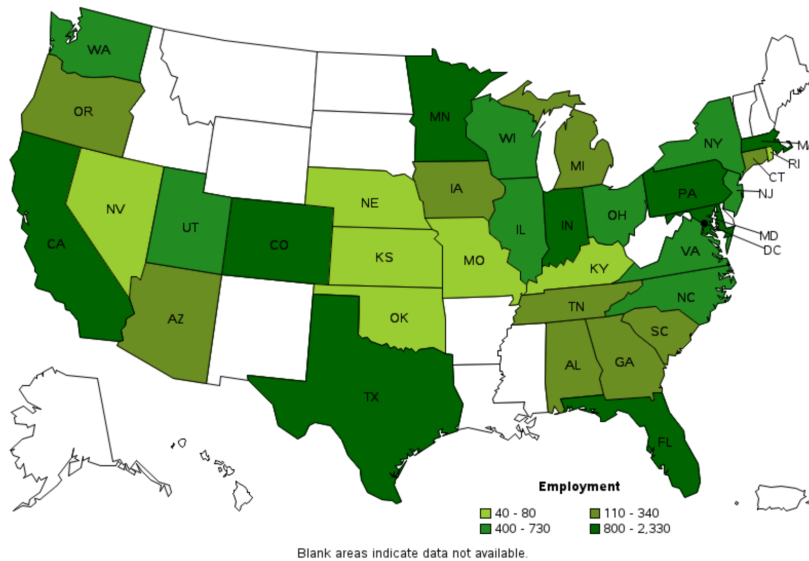 WA
OR
MN
WI
NY
MI
RI
CT
NJ
IA
NE
PA
NV
UT
CO
IL
IN
OH
MD
DC
CA
KS
MO
KY
VA
NC
AZ
OK
TN
SC
AL
GA
TX
FL
Employment
40 - 80 110 - 340
400 - 730 800 - 2,330
Blank areas indicate data not available.